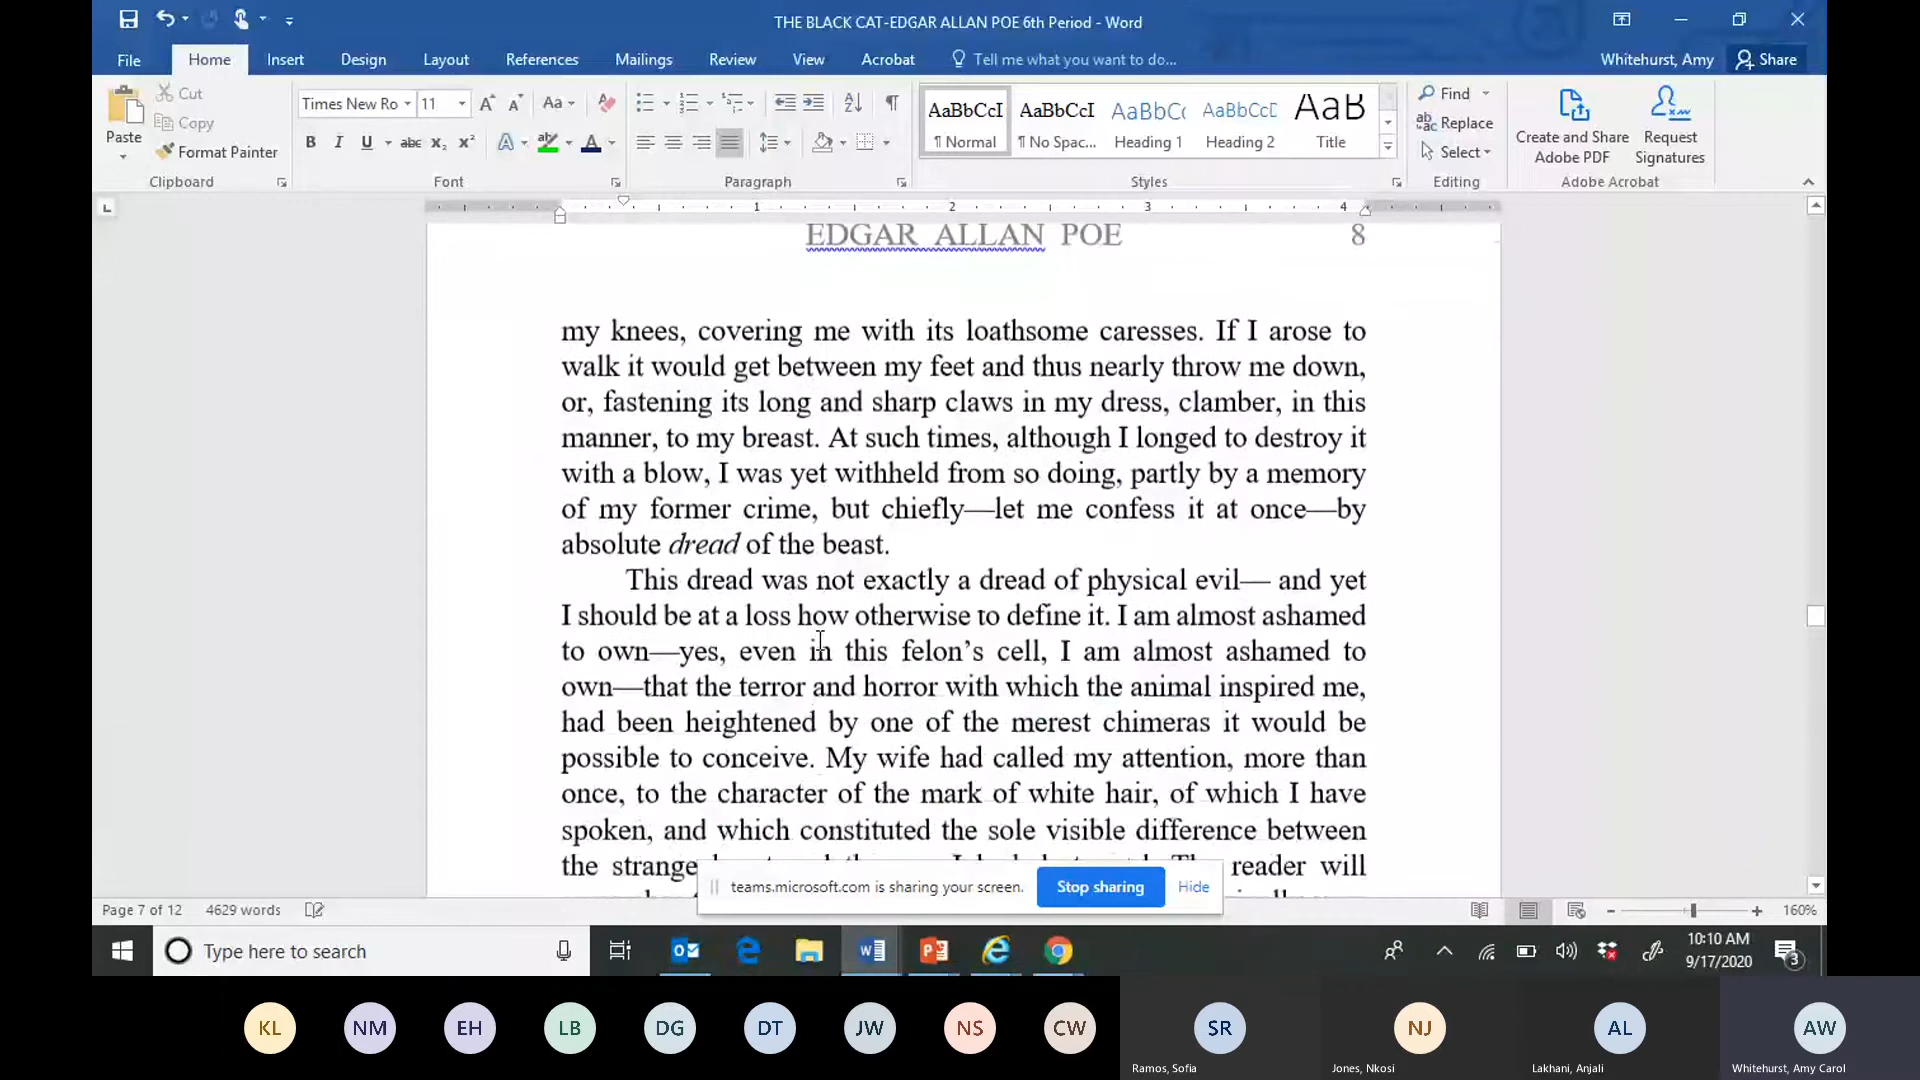 THE BLACK CAT-EDGAR ALLAN POE 6th Period - Word
File Home Insert Design Layout References Mailings Review View Acrobat Tell me what you want to do... Whitehurst, Amy Share
Paste
Cut
Copy
Format Painter
Clipboard
Times New Ro 11
Font
Paragraph
AaBbCcI AaBbCcI AaBbC AaBbCcD AaB
¶ Normal ¶ No Spac... Heading 1 Heading 2 Title
Styles
Find
Replace
Select
Editing
Create and Share
Adobe PDF
Request
Signatures
Adobe Acrobat
1 2 3 4
EDGAR ALLAN POE 8
my knees, covering me with its loathsome caresses. If I arose to
walk it would get between my feet and thus nearly throw me down,
or, fastening its long and sharp claws in my dress, clamber, in this
manner, to my breast. At such times, although I longed to destroy it
with a blow, I was yet withheld from so doing, partly by a memory
of my former crime, but chiefly—let me confess it at once—by
absolute dread of the beast.
This dread was not exactly a dread of physical evil— and yet
I should be at a loss how otherwise to define it. I am almost ashamed
to own—yes, even in this felon’s cell, I am almost ashamed to
own—that the terror and horror with which the animal inspired me,
had been heightened by one of the merest chimeras it would be
possible to conceive. My wife had called my attention, more than
once, to the character of the mark of white hair, of which I have
spoken, and which constituted the sole visible difference between
the strange reader will
teams.microsoft.com is sharing your screen. Stop sharing Hide
Page 7 of 12 4629 words 160%
Type here to search
10:10 AM
9/17/2020
3
KL NM EH LB DG DT JW NS CW SR NJ AL AW
Ramos, Sofia Jones, Nkosi Lakhani, Anjali Whitehurst, Amy Carol